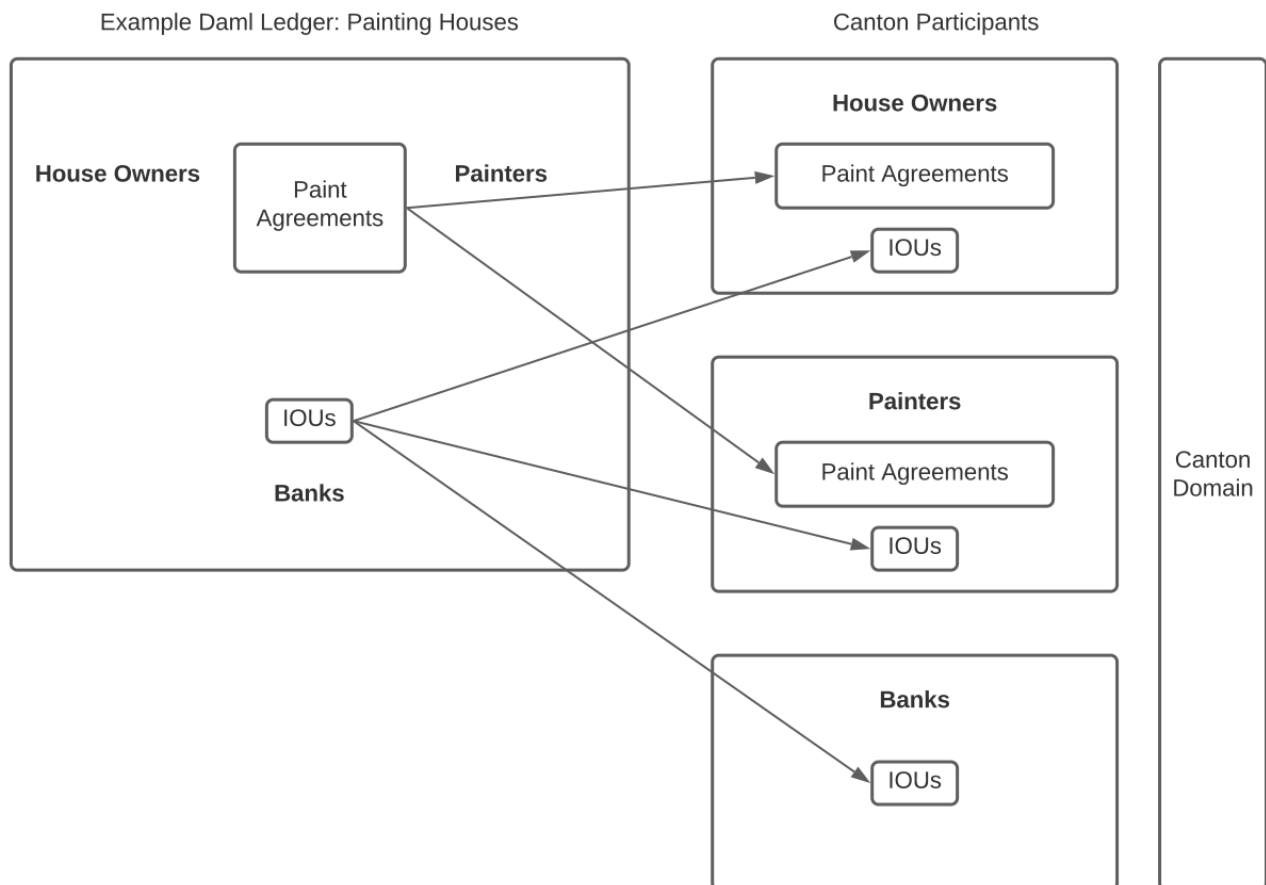 Example Daml Ledger: Painting Houses
House Owners
Paint
Agreements
Painters
IOUs
Banks
Canton Participants
House Owners
Paint Agreements
IOUs
Painters
Paint Agreements
IOUs
Banks
IOUs
Canton
Domain